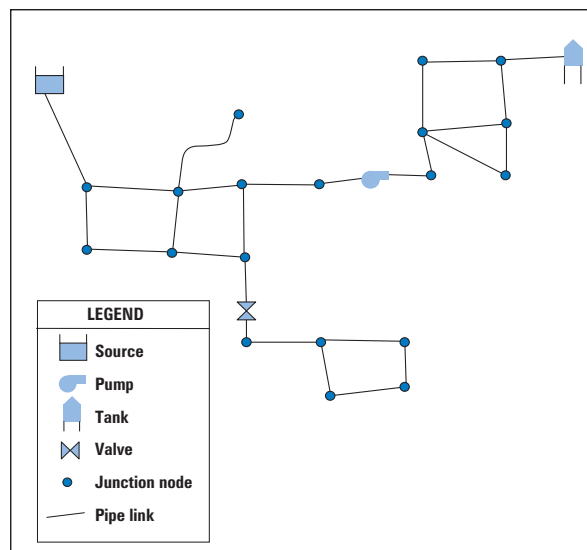 LEGEND
Source
Pump
Tank
Valve
Junction node
Pipe link